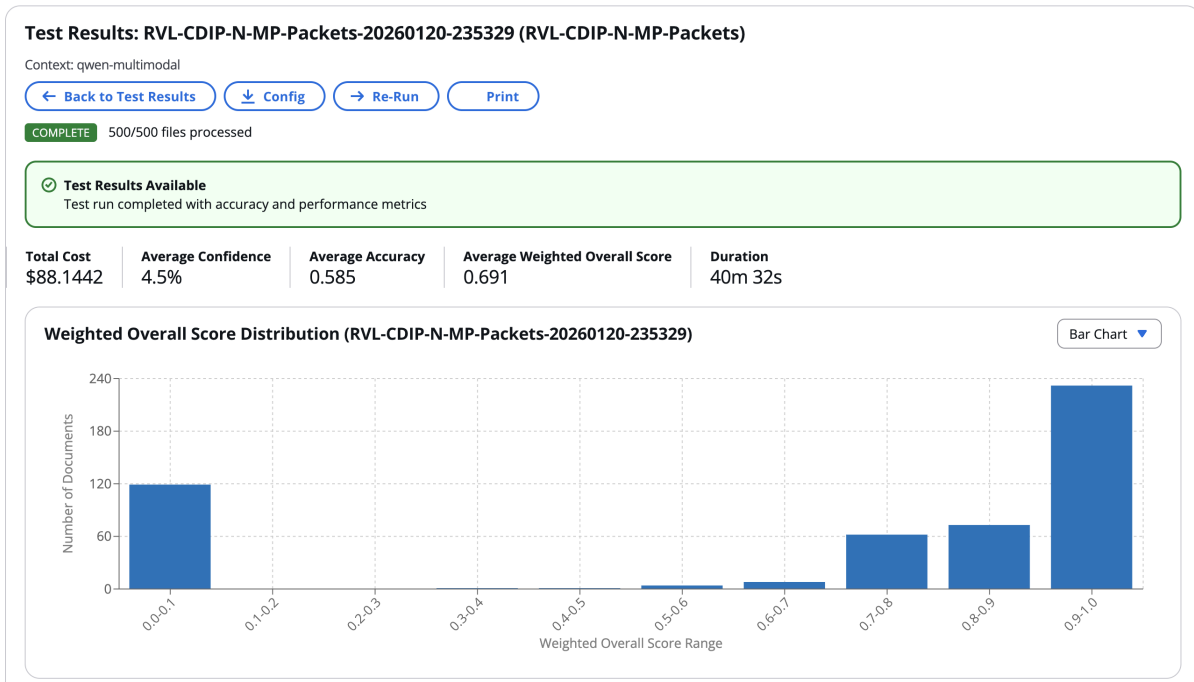 Test Results: RVL-CDIP-N-MP-Packets-20260120-235329 (RVL-CDIP-N-MP-Packets)
Context: qwen-multimodal
Back to Test Results
Config
Re-Run
Print
COMPLETE 500/500 files processed
Test Results Available
Test run completed with accuracy and performance metrics
Total Cost
$88.1442
Average Confidence
4.5%
Average Accuracy
0.585
Average Weighted Overall Score
0.691
Duration
40m 32s
Weighted Overall Score Distribution (RVL-CDIP-N-MP-Packets-20260120-235329)
Bar Chart
Number of Documents
240
180
120
60
0
0.0-0.1
0.1-0.2
0.2-0.3
0.3-0.4
0.4-0.5
0.5-0.6
0.6-0.7
0.7-0.8
0.8-0.9
0.9-1.0
Weighted Overall Score Range